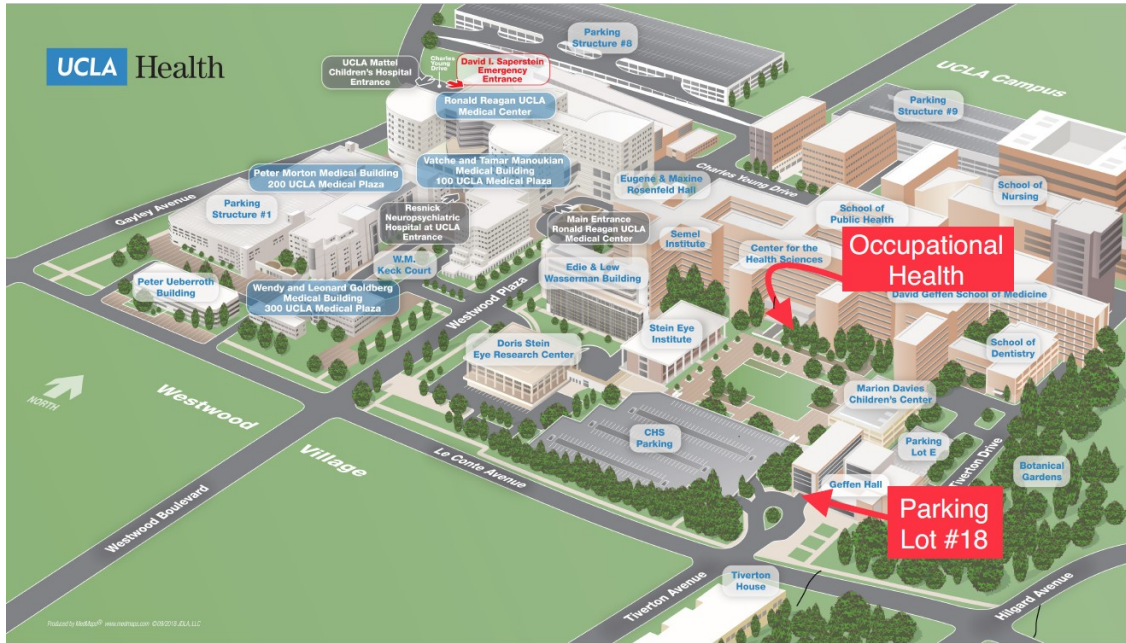 UCLA Health
Parking
Structure #8
UCLA Mattel
Children's Hospital
Entrance
Charles
Young
Drive
David I. Saperstein
Emergency
Entrance
UCLA Campus
Ronald Reagan UCLA
Medical Center
Parking
Structure #9
Vatche and Tamar Manoukian
Medical Building
100 UCLA Medical Plaza
Peter Morton Medical Building
200 UCLA Medical Plaza
Eugene & Maxine
Rosenfeld Hall
Charles Young Drive
School of
Nursing
Gayley Avenue
Parking
Structure #1
Resnick
Neuropsychiatric
Hospital at UCLA
Entrance
Main Entrance
Ronald Reagan UCLA
Medical Center
School of
Public Health
Semel
Institute
Center for the
Health Sciences
Occupational
Health
W.M.
Keck Court
Edie & Lew
Wasserman Building
Peter Ueberroth
Building
Wendy and Leonard Goldberg
Medical Building
300 UCLA Medical Plaza
David Geffen School of Medicine
Westwood Plaza
Stein Eye
Institute
Doris Stein
Eye Research Center
School of
Dentistry
NORTH
Westwood
Village
Marion Davies
Children's Center
CHS
Parking
Parking
Lot E
Tiverton Drive
Botanical
Gardens
Le Conte Avenue
Geffen Hall
Parking
Lot #18
Westwood Boulevard
Tiverton
House
Tiverton Avenue
Hilgard Avenue
Produced by MedMaps® www.medmaps.com